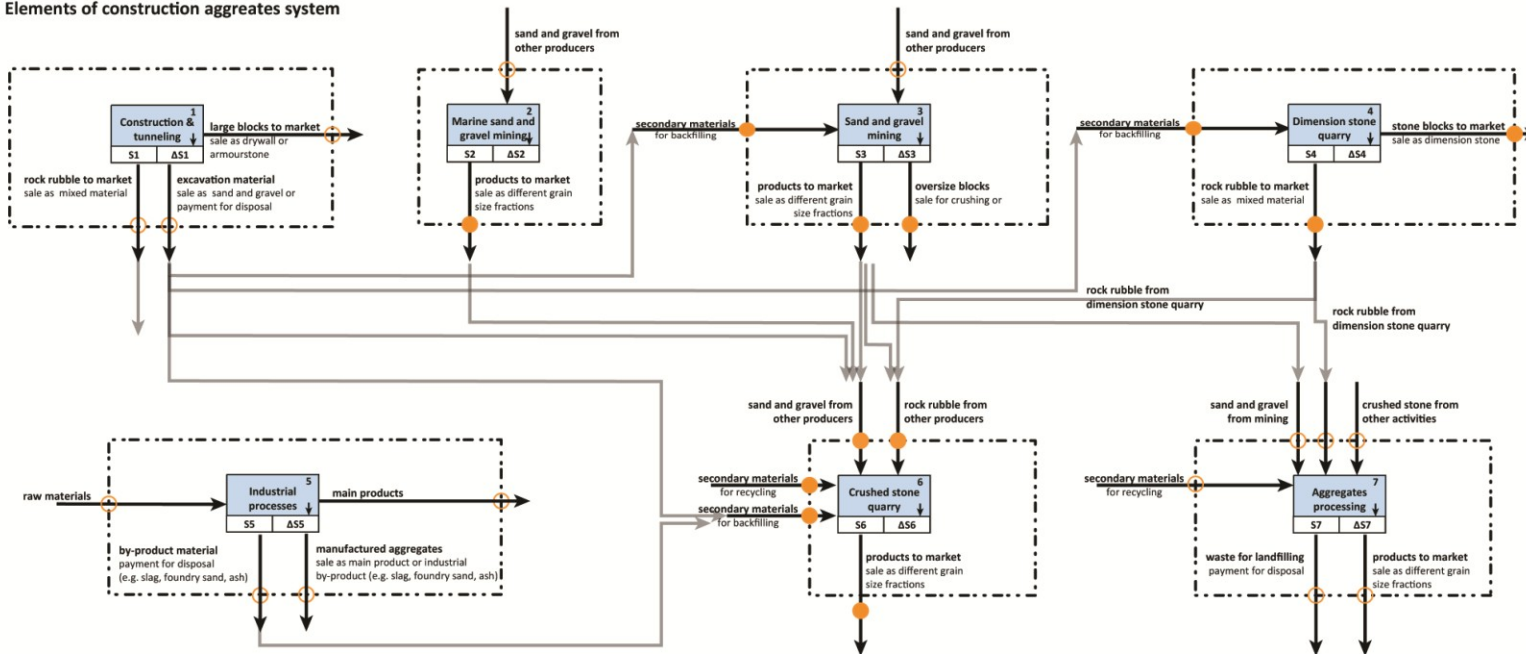 Elements of construction aggreates system
sand and gravel from
other producers
sand and gravel from
other producers
1
Construction &
tunneling
S1 ΔS1
large blocks to market
sale as drywall or
armourstone
rock rubble to market
sale as mixed material
excavation material
sale as sand and gravel or
payment for disposal
2
Marine sand and
gravel mining
S2 ΔS2
products to market
sale as different grain
size fractions
secondary materials
for backfilling
3
Sand and gravel
mining
S3 ΔS3
products to market
sale as different grain
size fractions
oversize blocks
sale for crushing or
secondary materials
for backfilling
4
Dimension stone
quarry
S4 ΔS4
stone blocks to market
sale as dimension stone
rock rubble to market
sale as mixed material
rock rubble from
dimension stone quarry
rock rubble from
dimension stone quarry
raw materials
5
Industrial
processes
S5 ΔS5
main products
by-product material
payment for disposal
(e.g. slag, foundry sand, ash)
manufactured aggregates
sale as main product or industrial
by-product (e.g. slag, foundry sand, ash)
sand and gravel from
other producers
rock rubble from
other producers
secondary materials
for recycling
secondary materials
for backfilling
6
Crushed stone
quarry
S6 ΔS6
products to market
sale as different grain
size fractions
sand and gravel
from mining
crushed stone from
other activities
secondary materials
for recycling
7
Aggregates
processing
S7 ΔS7
waste for landfilling
payment for disposal
products to market
sale as different grain
size fractions